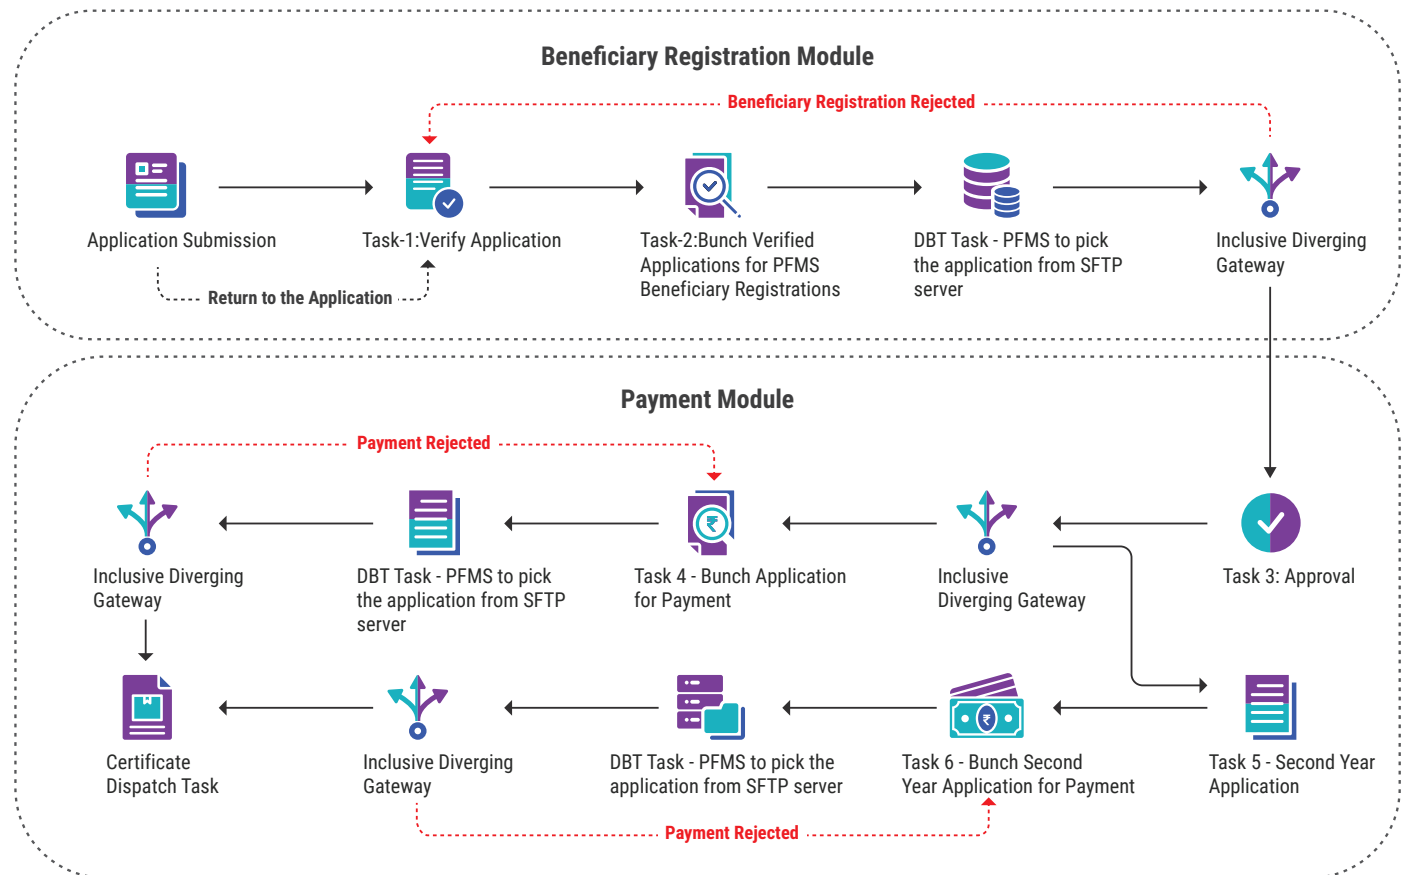 Beneficiary Registration Module
Beneficiary Registration Rejected
Application Submission
Task-1:Verify Application
Task-2:Bunch Verified
Applications for PFMS
Beneficiary Registrations
DBT Task - PFMS to pick
the application from SFTP
server
Inclusive Diverging
Gateway
Return to the Application
Payment Module
Payment Rejected
Inclusive Diverging
Gateway
DBT Task - PFMS to pick
the application from SFTP
server
Task 4 - Bunch Application
for Payment
Inclusive
Diverging Gateway
Task 3: Approval
Certificate
Dispatch Task
Inclusive Diverging
Gateway
DBT Task - PFMS to pick the
application from SFTP server
Task 6 - Bunch Second
Year Application for Payment
Task 5 - Second Year
Application
Payment Rejected